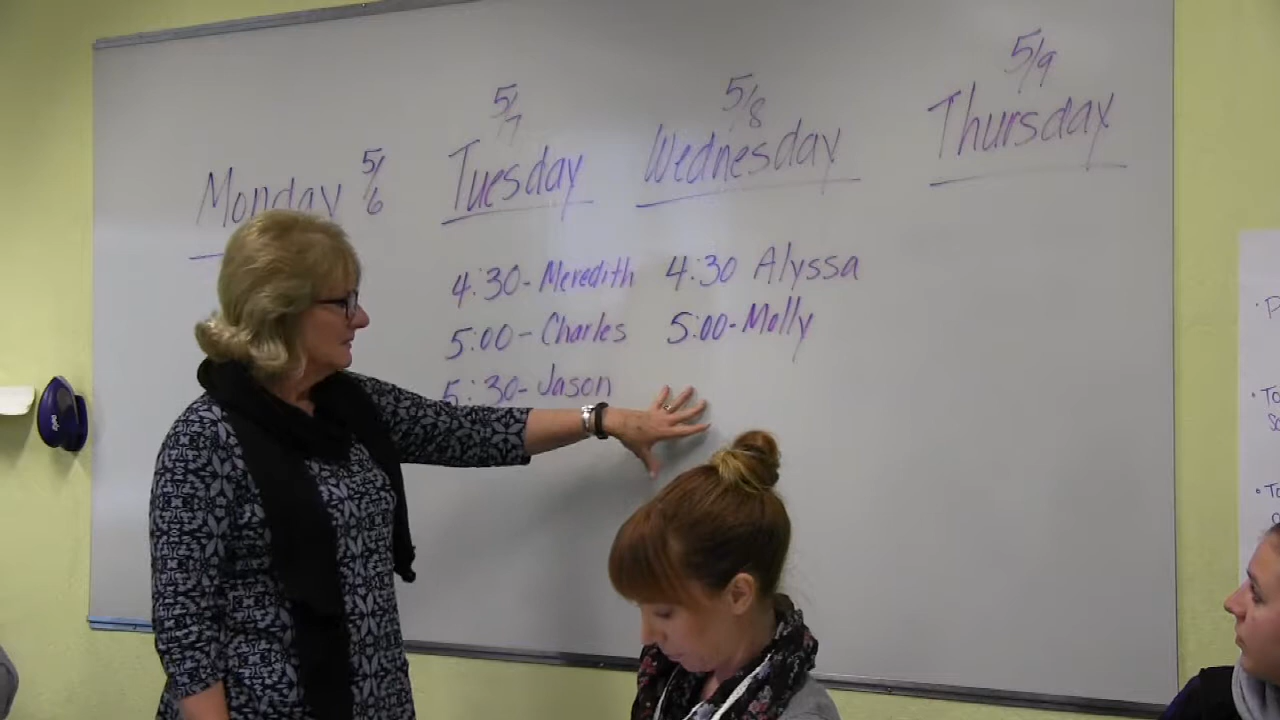 Monday 5/6
5/7
Tuesday
4:30-Meredith
5:00-Charles
5:30-Jason
5/8
Wednesday
4:30 Alyssa
5:00-Molly
5/9
Thursday